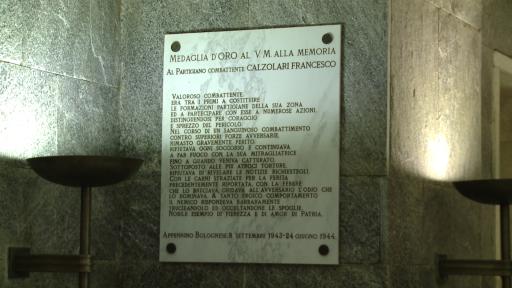 MEDAGLIA D'ORO AL V.M. ALLA MEMORIA
AL PARTIGIANO COMBATTENTE CALZOLARI FRANCESCO
VALOROSO COMBATTENTE,
ERA TRA I PRIMI A COSTITUIRE
LE FORMAZIONI PARTIGIANE DELLA SUA ZONA
ED A PARTECIPARE CON ESSE A NUMEROSE AZIONI,
DISTINGUENDOSI PER CORAGGIO
E SPREZZO DEL PERICOLO.
NEL CORSO DI UN SANGUINOSO COMBATTIMENTO
CONTRO SUPERIORI FORZE AVVERSARIE,
RIMASTO GRAVEMENTE FERITO,
RIFIUTAVA OGNI SOCCORSO E CONTINUAVA
A FAR FUOCO CON LA SUA MITRAGLIATRICE
FINO A QUANDO VENIVA CATTURATO.
SOTTOPOSTO ALLE PIÙ ATROCI TORTURE,
RIFIUTAVA DI RIVELARE LE NOTIZIE RICHIESTEGLI.
CON LE CARNI STRAZIATE PER LA FERITA
PRECEDENTEMENTE RIPORTATA, CON LA FEBBRE
CHE LO BRUCIAVA, GRIDAVA ALL'AVVERSARIO L'ODIO CHE
LO DOMINAVA. A TANTO EROICO COMPORTAMENTO
IL NEMICO RISPONDEVA BARBARAMENTE
TRUCIDANDOLO ED OCCULTANDONE LE SPOGLIE.
NOBILE ESEMPIO DI FIEREZZA E DI AMOR DI PATRIA.
APPENNINO BOLOGNESE, 8 SETTEMBRE 1943-24 GIUGNO 1944.